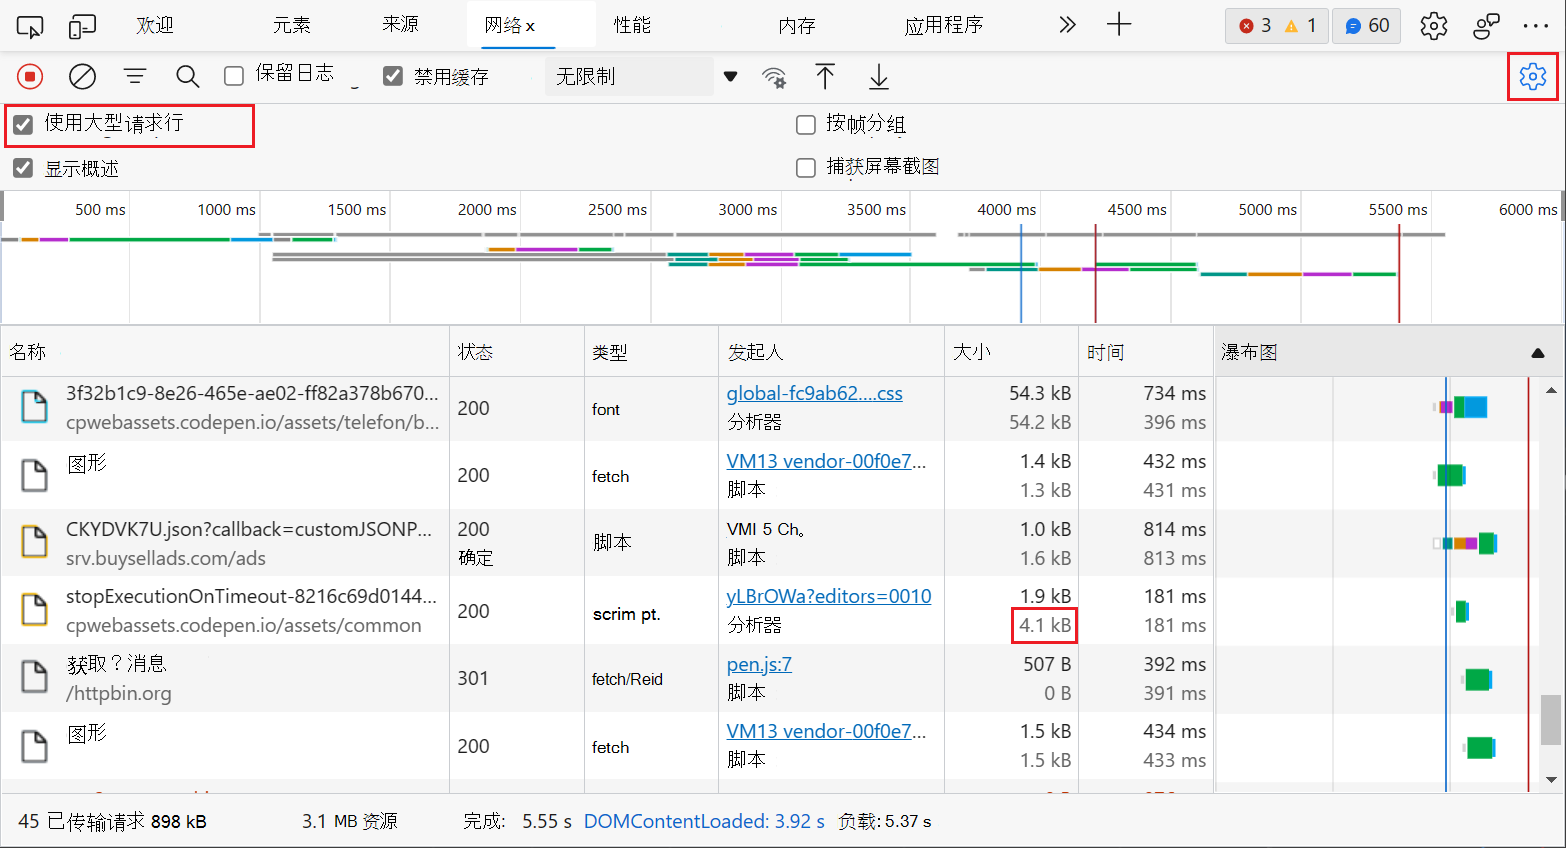 欢迎 元素 来源 网络 x 性能 内存 应用程序 3 1 60
保留日志 禁用缓存 无限制
使用大型请求行 按帧分组
显示概述 捕获屏幕截图
500 ms 1000 ms 1500 ms 2000 ms 2500 ms 3000 ms 3500 ms 4000 ms 4500 ms 5000 ms 5500 ms 6000 ms
名称 状态 类型 发起人 大小 时间 瀑布图
3f32b1c9-8e26-465e-ae02-ff82a378b670... 200 font global-fc9ab62....css 54.3 kB 734 ms
cpwebassets.codepen.io/assets/telefon/b... 分析器 54.2 kB 396 ms
图形 200 fetch VM13 vendor-00f0e7... 1.4 kB 432 ms
脚本 1.3 kB 431 ms
CKYDVK7U.json?callback=customJSONP... 200 脚本 VMI 5 Ch。 1.0 kB 814 ms
srv.buysellads.com/ads 确定 脚本 1.6 kB 813 ms
stopExecutionOnTimeout-8216c69d0144... 200 scrim pt. yLBrOWa?editors=0010 1.9 kB 181 ms
cpwebassets.codepen.io/assets/common 分析器 4.1 kB 181 ms
获取？消息 301 fetch/Reid pen.js:7 507 B 392 ms
/httpbin.org 脚本 0 B 391 ms
图形 200 fetch VM13 vendor-00f0e7... 1.5 kB 434 ms
脚本 1.5 kB 433 ms
45 已传输请求 898 kB 3.1 MB 资源 完成: 5.55 s DOMContentLoaded: 3.92 s 负载: 5.37 s